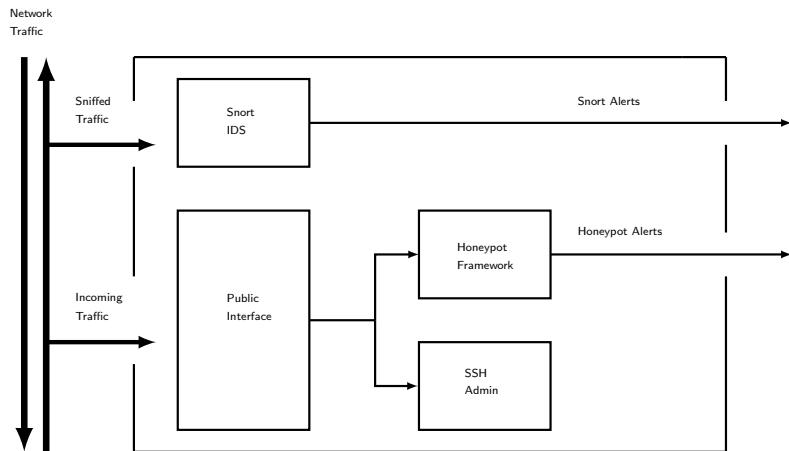 Network
Traffic
Sniffed
Traffic
Snort
IDS
Snort Alerts
Incoming
Traffic
Public
Interface
Honeypot
Framework
Honeypot Alerts
SSH
Admin